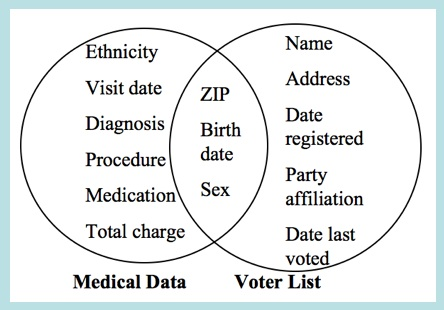 Ethnicity
Visit date
Diagnosis
Procedure
Medication
Total charge
ZIP
Birth
date
Sex
Name
Address
Date
registered
Party
affiliation
Date last
voted
Medical Data
Voter List